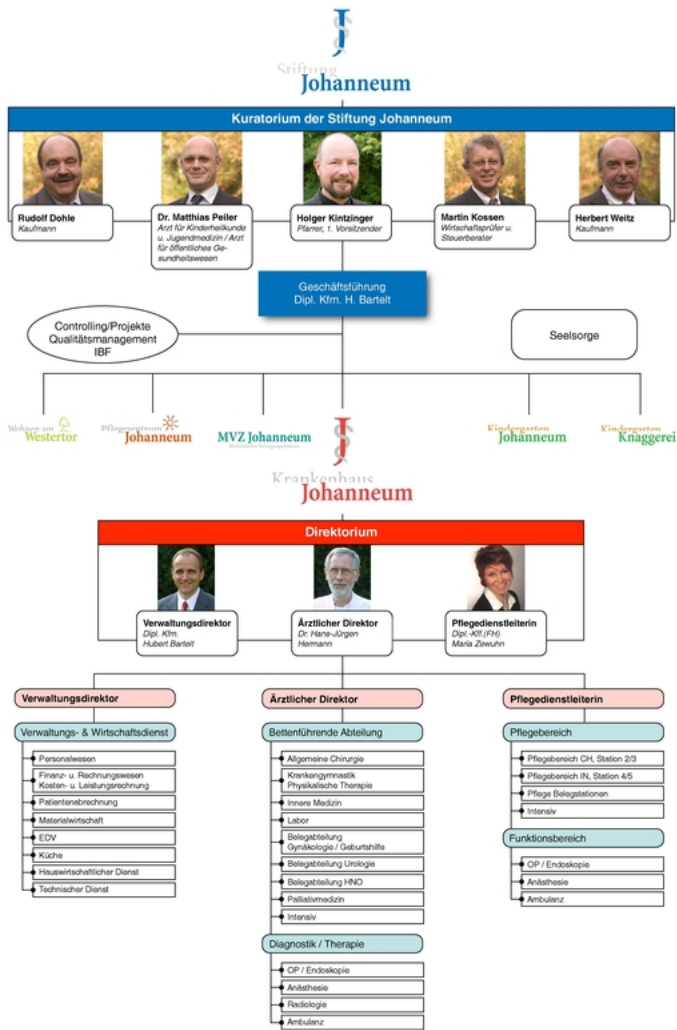 Stiftung
Johanneum
Kuratorium der Stiftung Johanneum
Rudolf Dohle
Kaufmann
Dr. Matthias Peiler
Arzt für Kinderheilkunde
u. Jugendmedizin / Arzt
für öffentliches Ge-
sundheitswesen
Holger Kintzinger
Pfarrer, 1. Vorsitzender
Martin Kossen
Wirtschaftsprüfer u.
Steuerberater
Herbert Weitz
Kaufmann
Geschäftsführung
Dipl. Kfm. H. Bartelt
Controlling/Projekte
Qualitätsmanagement
IBF
Seelsorge
Wohnen am
Westertor
Pflegezentrum
Johanneum
MVZ Johanneum
Kindergarten
Johanneum
Kindergarten
Knaggerei
Krankenhaus
Johanneum
Direktorium
Verwaltungsdirektor
Dipl. Kfm.
Hubert Bartelt
Ärztlicher Direktor
Dr. Hans-Jürgen
Hermann
Pflegedienstleiterin
Dipl.-Kff.(FH)
Maria Zewuhn
Verwaltungsdirektor
Verwaltungs- & Wirtschaftsdienst
Personalwesen
Finanz- u. Rechnungswesen
Kosten- u. Leistungsrechnung
Patientenabrechnung
Materialwirtschaft
EDV
Küche
Hauswirtschaftlicher Dienst
Technischer Dienst
Ärztlicher Direktor
Bettenführende Abteilung
Allgemeine Chirurgie
Krankengymnastik
Physikalische Therapie
Innere Medizin
Labor
Belegabteilung
Gynäkologie / Geburtshilfe
Belegabteilung Urologie
Belegabteilung HNO
Palliativmedizin
Intensiv
Diagnostik / Therapie
OP / Endoskopie
Anästhesie
Radiologie
Ambulanz
Pflegedienstleiterin
Pflegebereich
Pflegebereich CH, Station 2/3
Pflegebereich IN, Station 4/5
Pflege Belegstationen
Intensiv
Funktionsbereich
OP / Endoskopie
Anästhesie
Ambulanz